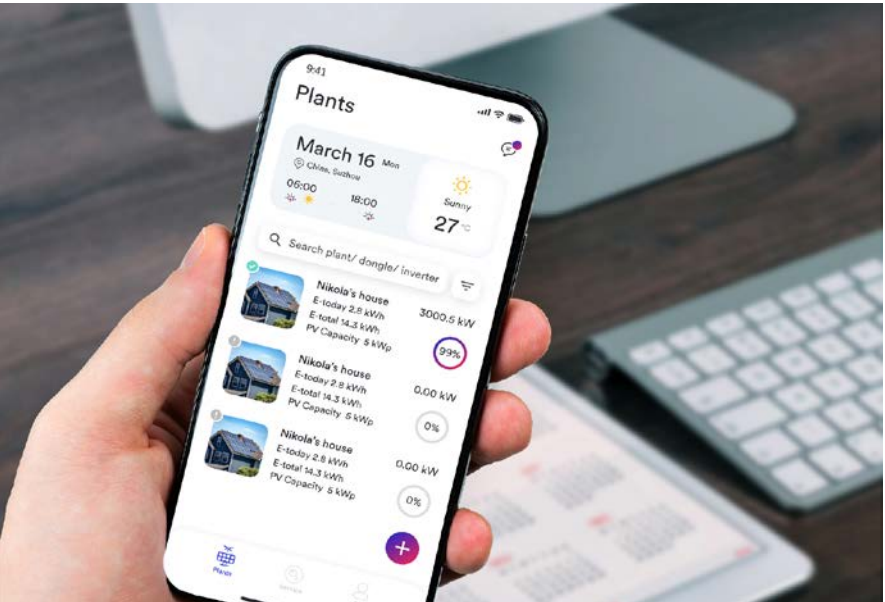 9:41
Plants
March 16 Mon
China, Suzhou
06:00
18:00
Sunny
27 °C
Search plant/ dongle/ inverter
Nikola's house
3000.5 kW
E-today 2.8 kWh
E-total 14.3 kWh
PV Capacity 5 kWp
99%
Nikola's house
0.00 kW
E-today 2.8 kWh
E-total 14.3 kWh
PV Capacity 5 kWp
0%
Nikola's house
0.00 kW
E-today 2.8 kWh
E-total 14.3 kWh
PV Capacity 5 kWp
0%
+
Plants